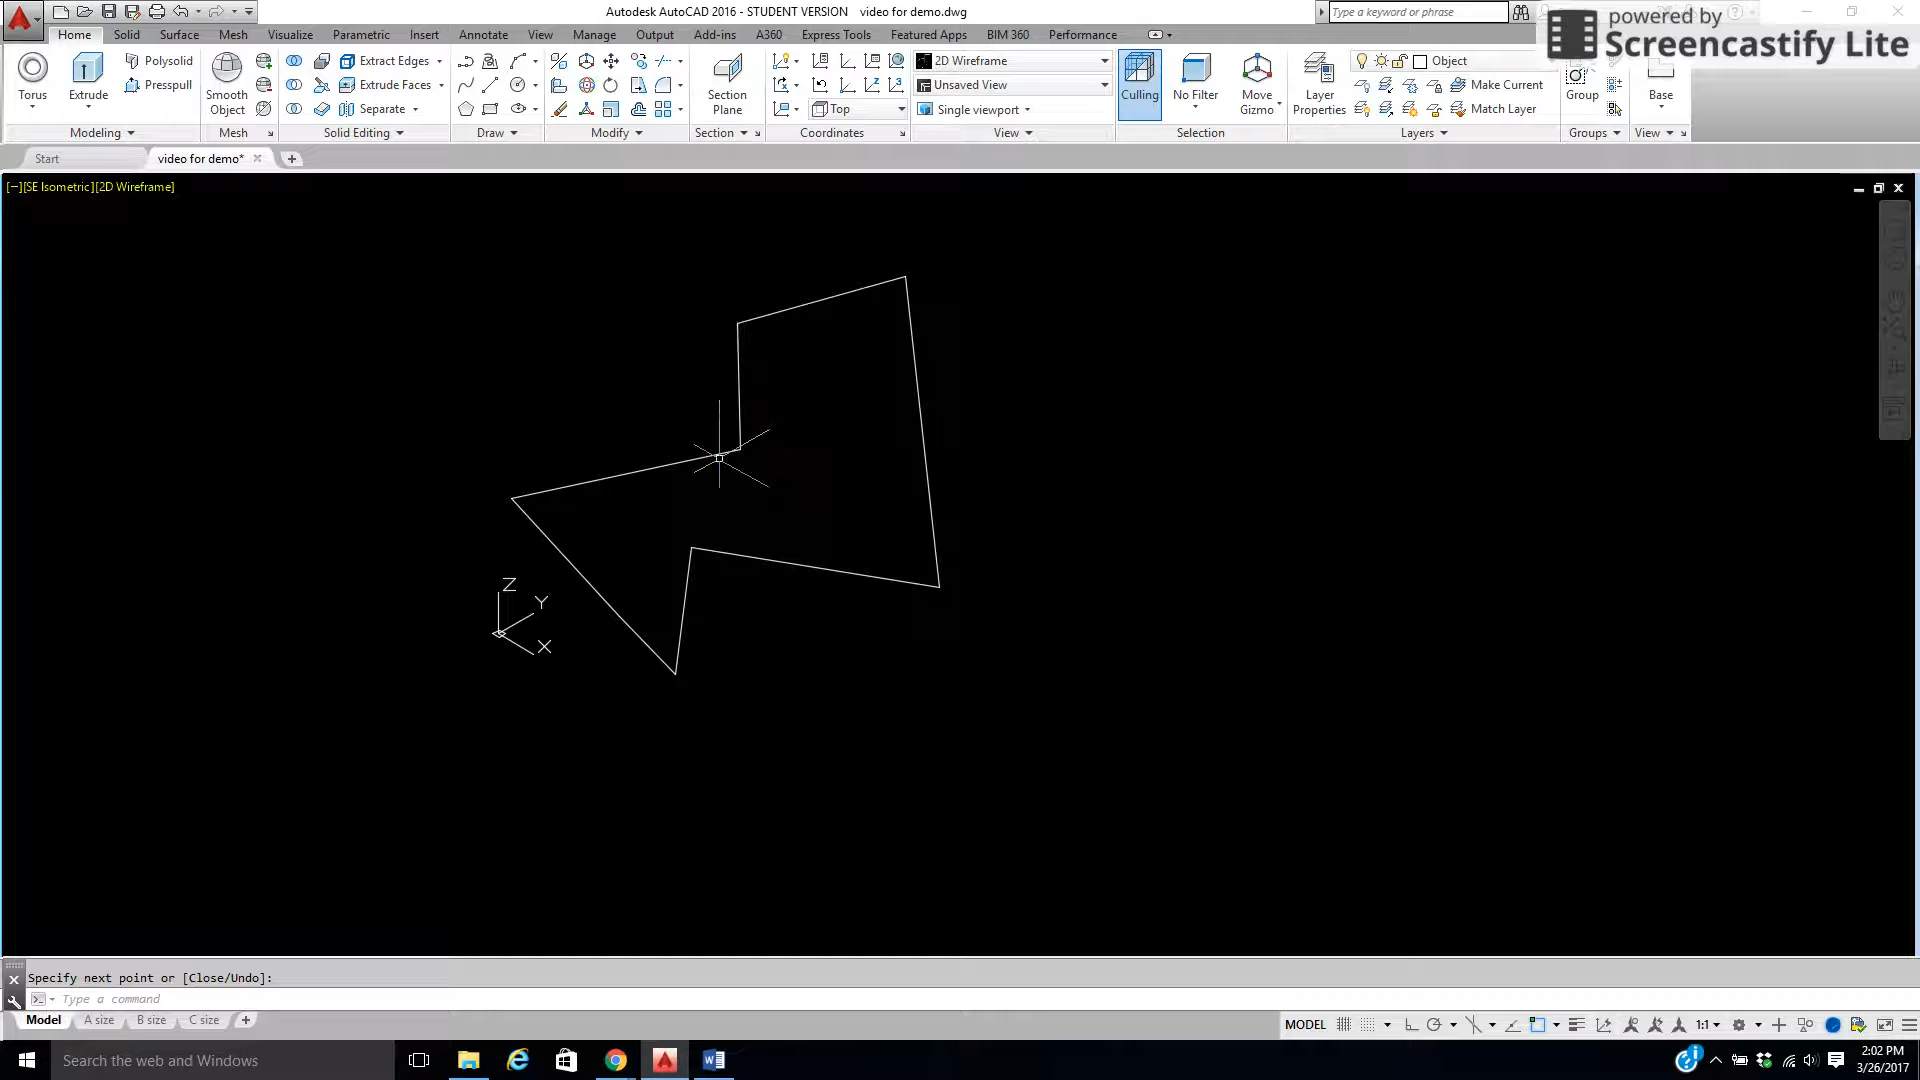 Autodesk AutoCAD 2016 - STUDENT VERSION video for demo.dwg
Type a keyword or phrase
powered by
Screencastify Lite
Home Solid Surface Mesh Visualize Parametric Insert Annotate View Manage Output Add-ins A360 Express Tools Featured Apps BIM 360 Performance
Polysolid Extract Edges 2D Wireframe Object
Presspull Extrude Faces Unsaved View Make Current
Separate Top Single viewport Match Layer
Torus Extrude Smooth Object Section Plane Culling No Filter Move Gizmo Layer Properties Group Base
Modeling Mesh Solid Editing Draw Modify Section Coordinates View Selection Layers Groups View
Start video for demo*
[−][SE Isometric][2D Wireframe]
Z
Y
X
Specify next point or [Close/Undo]:
Type a command
Model A size B size C size
MODEL 1:1
Search the web and Windows
2:02 PM
3/26/2017